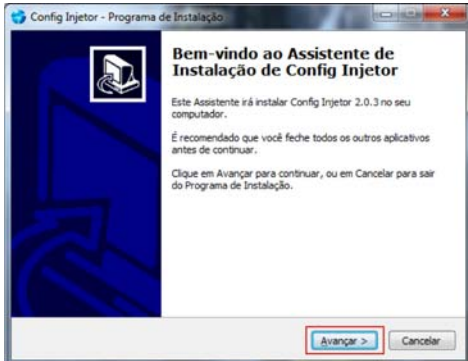 Config Injetor - Programa de Instalação
Bem-vindo ao Assistente de
Instalação de Config Injetor
Este Assistente irá instalar Config Injetor 2.0.3 no seu
computador.
É recomendado que você feche todos os outros aplicativos
antes de continuar.
Clique em Avançar para continuar, ou em Cancelar para sair
do Programa de Instalação.
Avançar >
Cancelar